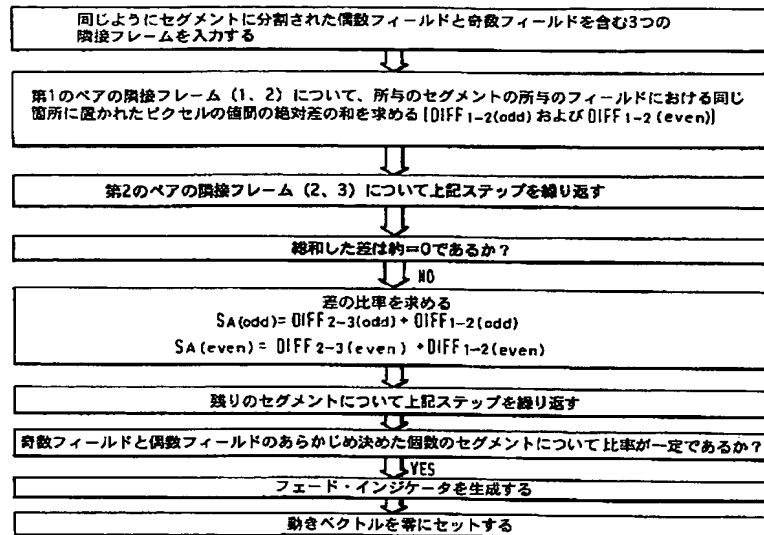 同じようにセグメントに分割された偶数フィールドと奇数フィールドを含む3つの
隣接フレームを入力する
第1のペアの隣接フレーム(1、2)について、所与のセグメントの所与のフィールドにおける同じ
箇所に置かれたピクセルの値間の絶対差の和を求める[DIFF1-2(odd)およびDIFF1-2(even)]
第2のペアの隣接フレーム(2、3)について上記ステップを繰り返す
総和した差は約=0であるか?
NO
差の比率を求める
SA(odd)= DIFF2-3(odd)+ DIFF1-2(odd)
SA(even)= DIFF2-3(even) +DIFF1-2(even)
残りのセグメントについて上記ステップを繰り返す
奇数フィールドと偶数フィールドのあらかじめ決めた個数のセグメントについて比率が一定であるか?
YES
フェード・インジケータを生成する
動きベクトルを零にセットする